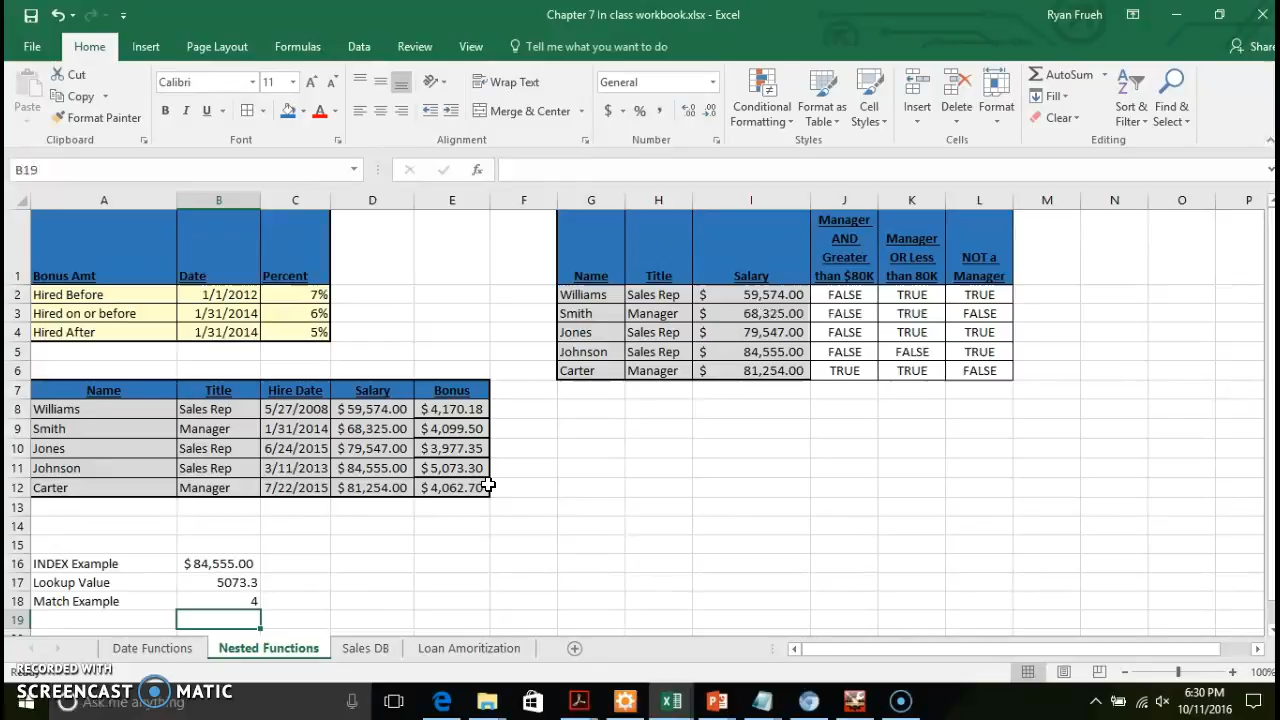 Chapter 7 In class workbook.xlsx - Excel
Ryan Frueh
File Home Insert Page Layout Formulas Data Review View Tell me what you want to do Share
Paste
Cut
Copy
Format Painter
Clipboard
Calibri 11
B I U
Font
Wrap Text
Merge & Center
Alignment
General
$ % ,
Number
Conditional Formatting
Format as Table
Cell Styles
Styles
Insert Delete Format
Cells
AutoSum
Fill
Clear
Sort & Filter
Find & Select
Editing
B19
fx
A B C D E F G H I J K L M N O P
1 Bonus Amt Date Percent Name Title Salary Manager AND Greater than $80K Manager OR Less than 80K NOT a Manager
2 Hired Before 1/1/2012 7% Williams Sales Rep $ 59,574.00 FALSE TRUE TRUE
3 Hired on or before 1/31/2014 6% Smith Manager $ 68,325.00 FALSE TRUE FALSE
4 Hired After 1/31/2014 5% Jones Sales Rep $ 79,547.00 FALSE TRUE TRUE
5 Johnson Sales Rep $ 84,555.00 FALSE FALSE TRUE
6 Carter Manager $ 81,254.00 TRUE TRUE FALSE
7 Name Title Hire Date Salary Bonus
8 Williams Sales Rep 5/27/2008 $ 59,574.00 $ 4,170.18
9 Smith Manager 1/31/2014 $ 68,325.00 $ 4,099.50
10 Jones Sales Rep 6/24/2015 $ 79,547.00 $ 3,977.35
11 Johnson Sales Rep 3/11/2013 $ 84,555.00 $ 5,073.30
12 Carter Manager 7/22/2015 $ 81,254.00 $ 4,062.70
13
14
15
16 INDEX Example $ 84,555.00
17 Lookup Value 5073.3
18 Match Example 4
19
Date Functions Nested Functions Sales DB Loan Amortization
100%
RECORDED WITH
SCREENCAST MATIC
Ask me anything
6:30 PM
10/11/2016